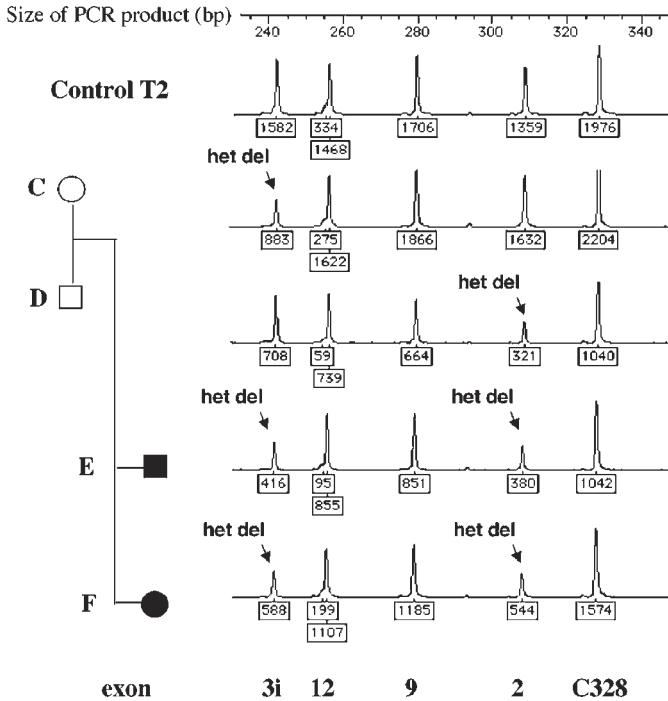 Size of PCR product (bp)
240 260 280 300 320 340
Control T2
1582 334 1706 1359 1976
1468
het del
C
883 275 1866 1632 2204
1622
D
het del
708 59 664 321 1040
739
het del het del
E
416 95 851 380 1042
855
het del het del
F
588 199 1185 544 1574
1107
exon 3i 12 9 2 C328